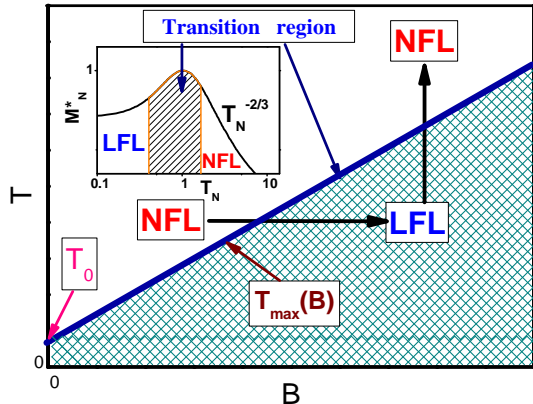 Transition region
NFL
1
M*N
TN-2/3
LFL
NFL
0.1
1
10
TN
T
NFL
LFL
T0
Tmax(B)
0
0
B